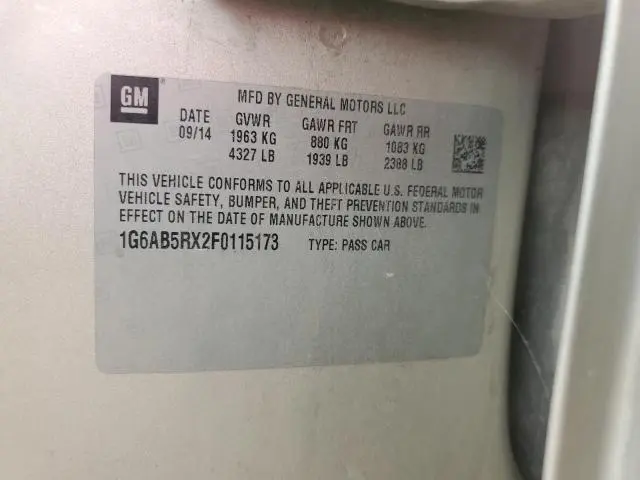 GM
MFD BY GENERAL MOTORS LLC
DATE GVWR GAWR FRT GAWR RR
09/14 1963 KG 880 KG 1083 KG
4327 LB 1939 LB 2388 LB
THIS VEHICLE CONFORMS TO ALL APPLICABLE U.S. FEDERAL MOTOR
VEHICLE SAFETY, BUMPER, AND THEFT PREVENTION STANDARDS IN
EFFECT ON THE DATE OF MANUFACTURE SHOWN ABOVE.
1G6AB5RX2F0115173 TYPE: PASS CAR